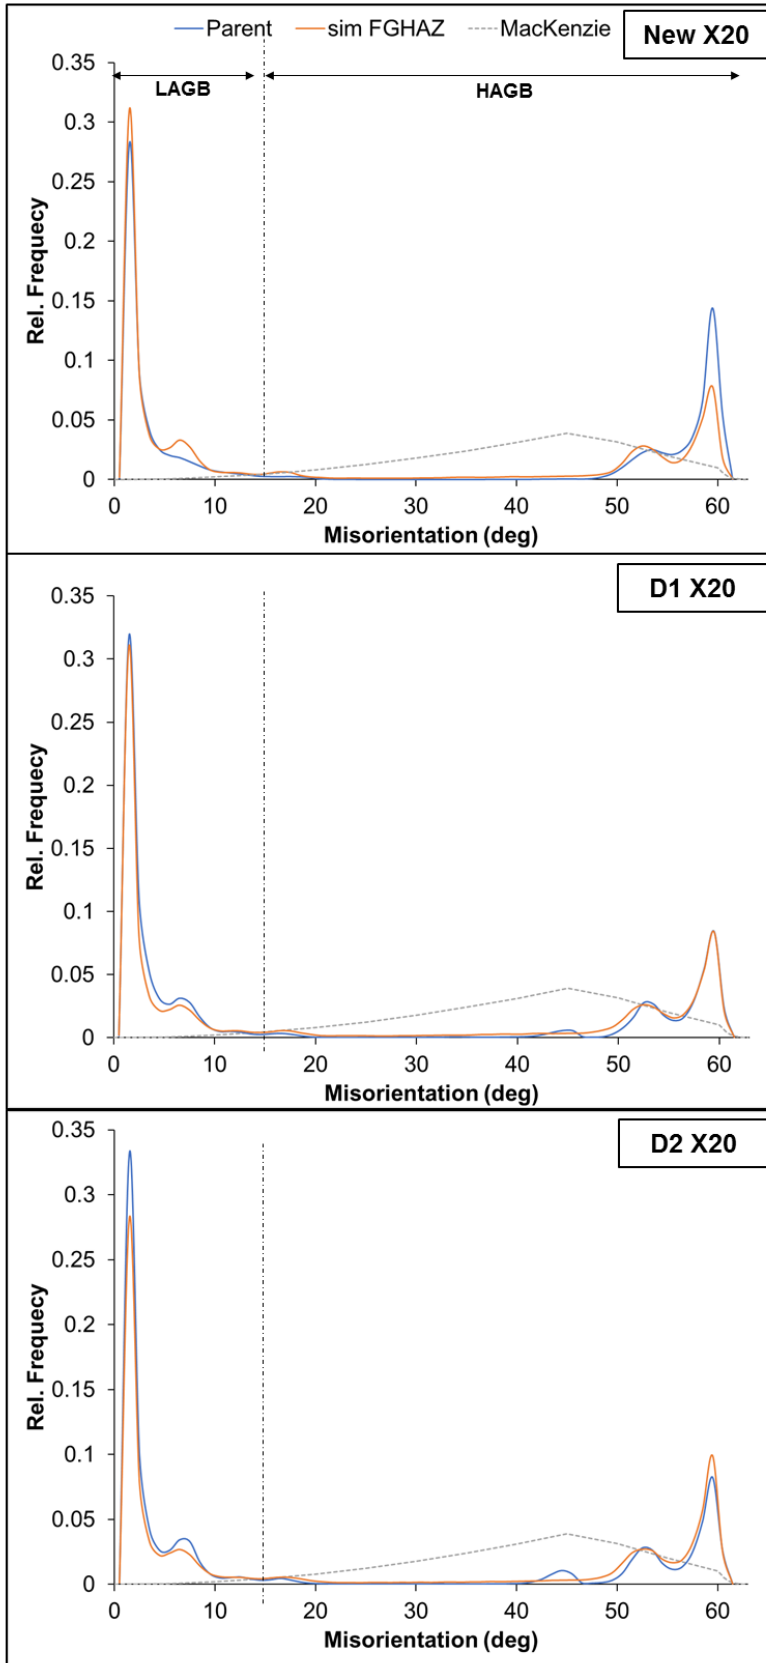 Parent sim FGHAZ MacKenzie
New X20
LAGB
HAGB
Rel. Frequecy
0.35
0.3
0.25
0.2
0.15
0.1
0.05
0
0 10 20 30 40 50 60
Misorientation (deg)
D1 X20
Rel. Frequecy
0.35
0.3
0.25
0.2
0.15
0.1
0.05
0
0 10 20 30 40 50 60
Misorientation (deg)
D2 X20
Rel. Frequecy
0.35
0.3
0.25
0.2
0.15
0.1
0.05
0
0 10 20 30 40 50 60
Misorientation (deg)